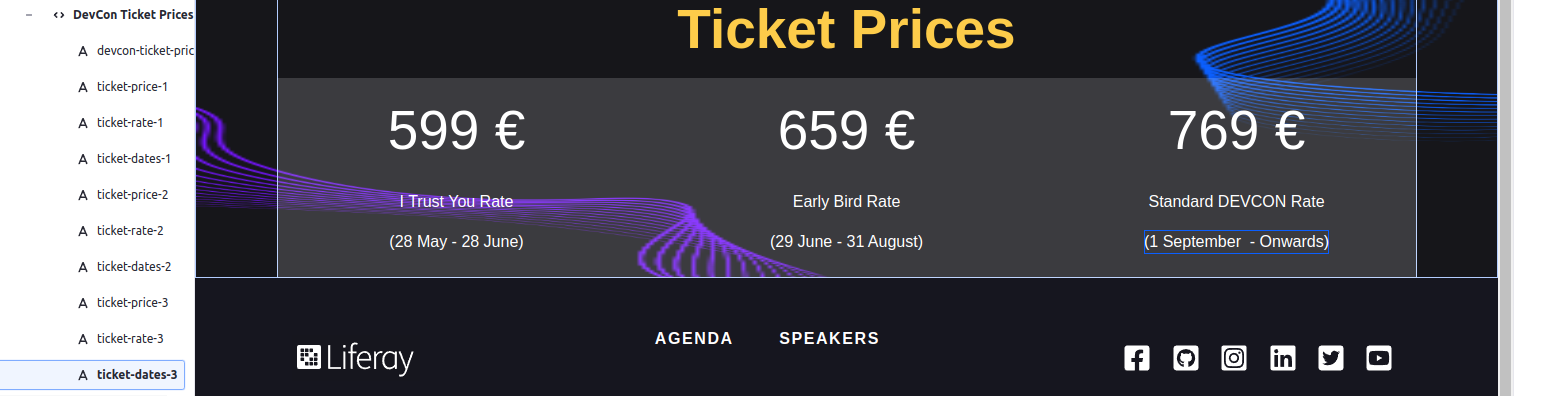 DevCon Ticket Prices
devcon-ticket-pric
ticket-price-1
ticket-rate-1
ticket-dates-1
ticket-price-2
ticket-rate-2
ticket-dates-2
ticket-price-3
ticket-rate-3
ticket-dates-3
Ticket Prices
599 € 659 € 769 €
I Trust You Rate Early Bird Rate Standard DEVCON Rate
(28 May - 28 June) (29 June - 31 August) (1 September  - Onwards)
Liferay AGENDA SPEAKERS